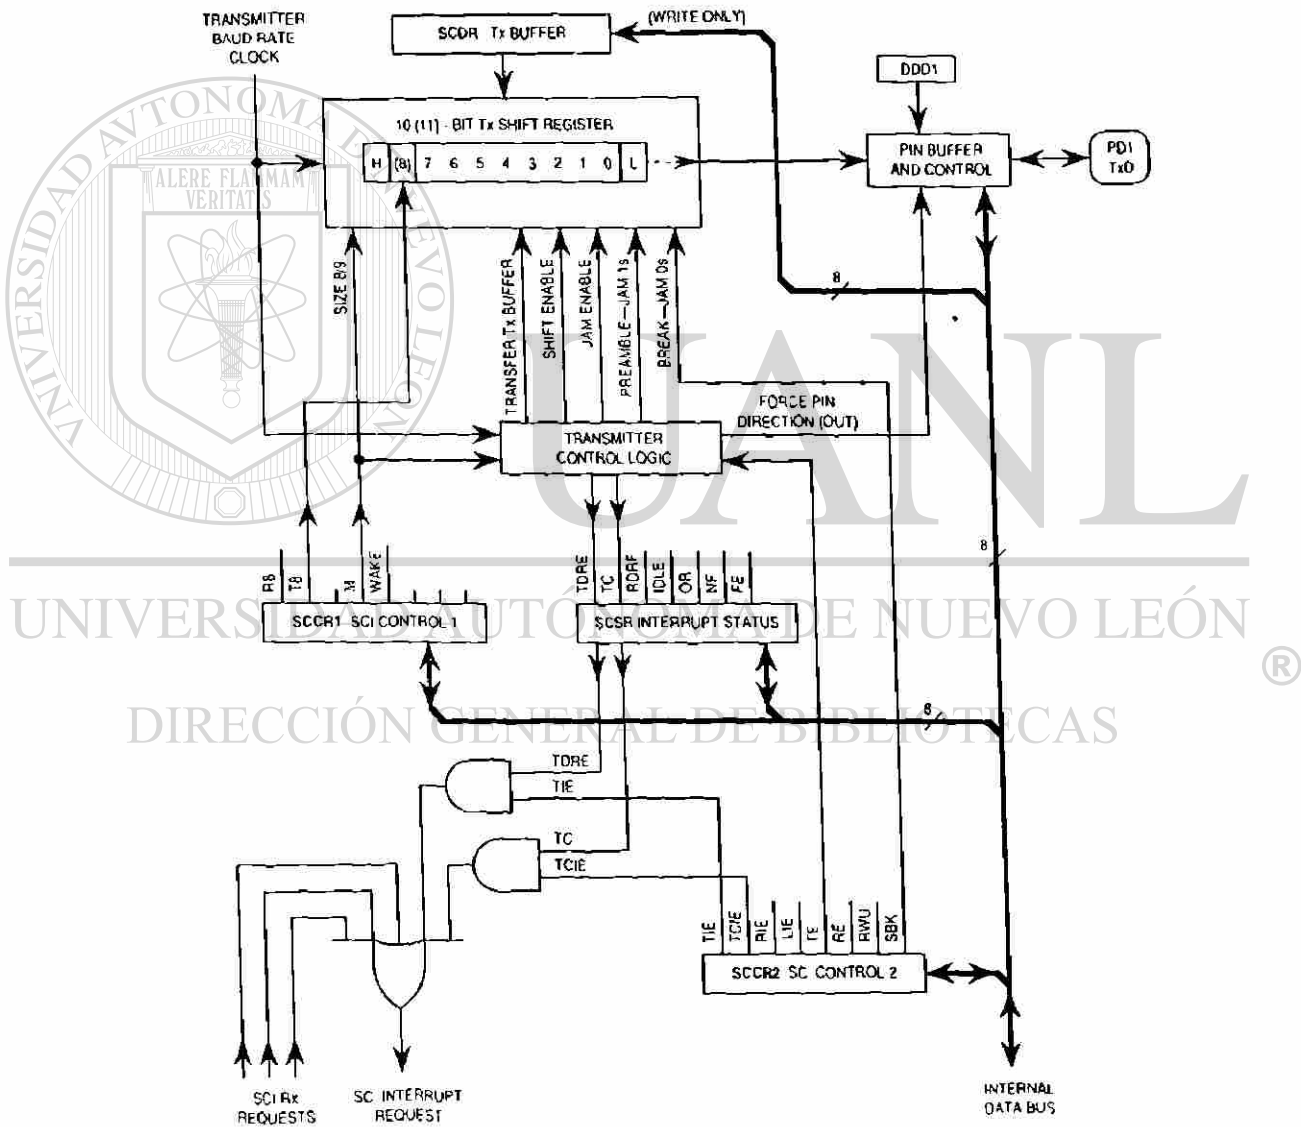 TRANSMITTER
BAUD RATE
CLOCK
SCDR Tx BUFFER
(WRITE ONLY)
DDD1
10 (11) - BIT Tx SHIFT REGISTER
H (8) 7 6 5 4 3 2 1 0 L
PIN BUFFER
AND CONTROL
PD1
TxD
SIZE 8/9
TRANSFER Tx BUFFER
SHIFT ENABLE
JAM ENABLE
PREAMBLE—JAM 1s
BREAK—JAM 0s
8
FORCE PIN
DIRECTION (OUT)
TRANSMITTER
CONTROL LOGIC
8
R8
T8
M
WAKE
TDRE
TC
RDRF
IDLE
OR
NF
FE
SCCR1 SCI CONTROL 1
SCSR INTERRUPT STATUS
8
TDRE
TIE
TC
TCIE
TIE
TCIE
RIE
TE
RE
RWU
SBK
SCCR2 SC CONTROL 2
SCI Rx
REQUESTS
SC INTERRUPT
REQUEST
INTERNAL
DATA BUS
UNIVERSIDAD AUTÓNOMA DE NUEVO LEÓN
ALERE FLAMMAM
VERITATIS
UANL
UNIVERSIDAD AUTÓNOMA DE NUEVO LEÓN
®
DIRECCIÓN GENERAL DE BIBLIOTECAS